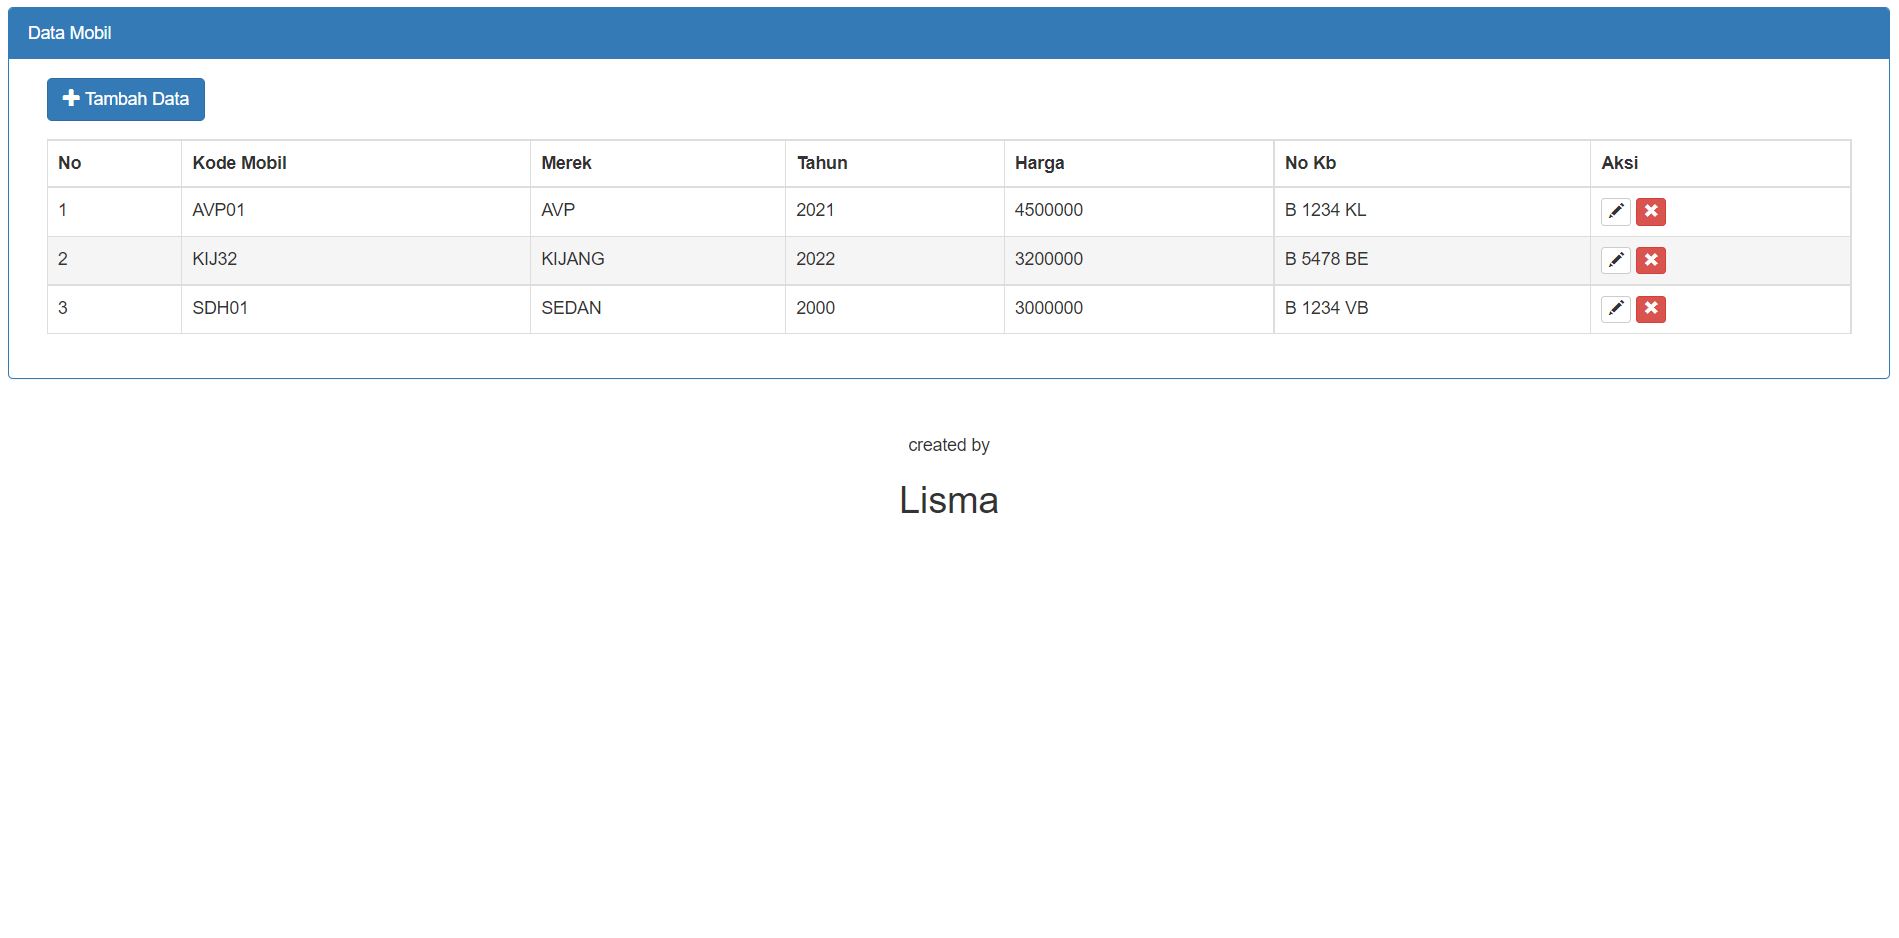 Data Mobil
Tambah Data
No Kode Mobil Merek Tahun Harga No Kb Aksi
1 AVP01 AVP 2021 4500000 B 1234 KL
2 KIJ32 KIJANG 2022 3200000 B 5478 BE
3 SDH01 SEDAN 2000 3000000 B 1234 VB
created by
Lisma